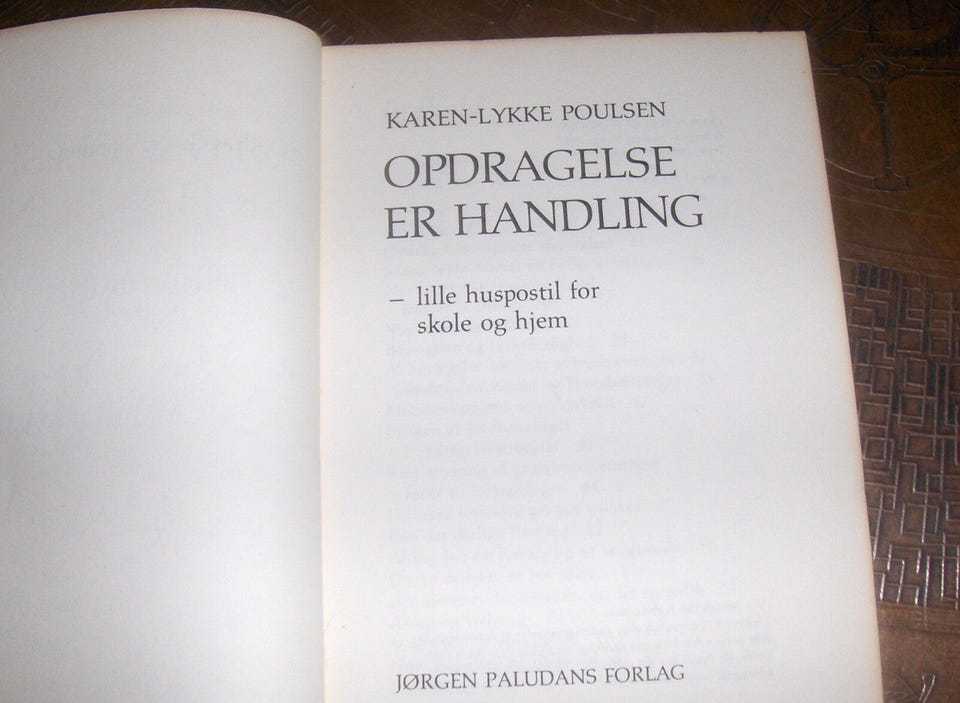 KAREN-LYKKE POULSEN
OPDRAGELSE
ER HANDLING
– lille huspostil for
skole og hjem
JØRGEN PALUDANS FORLAG